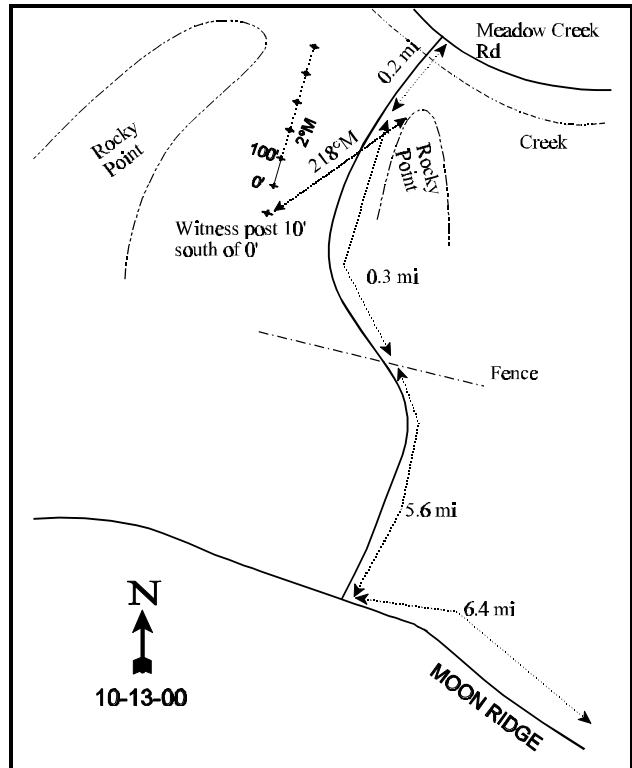 Meadow Creek
Rd
0.2 mi
Creek
Rocky
Point
2°M
100'
0'
218°M
Rocky
Point
Witness post 10'
south of 0'
0.3 mi
Fence
5.6 mi
6.4 mi
N
10-13-00
MOON RIDGE